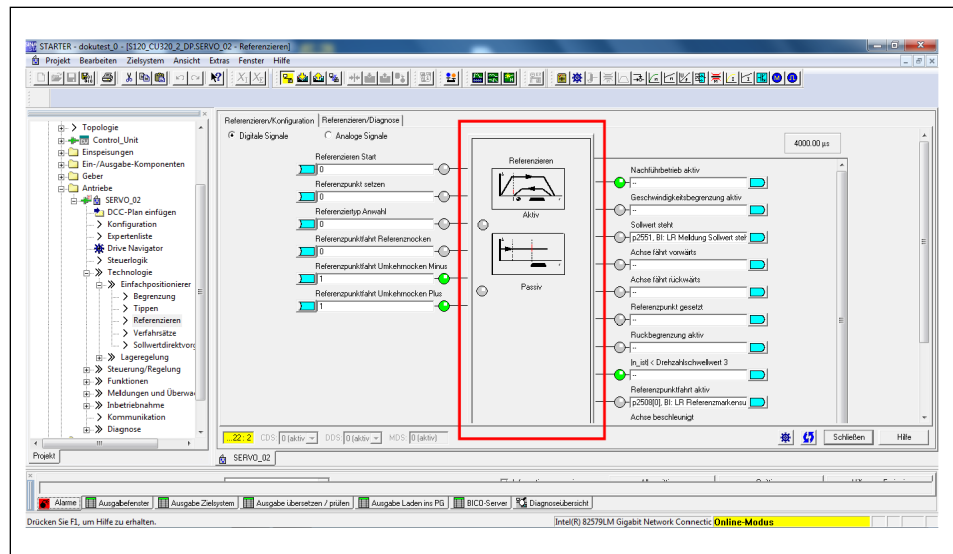 STARTER - dokutest_0 - [S120_CU320_2_DP.SERVO_02 - Referenzieren]
Projekt Bearbeiten Zielsystem Ansicht Extras Fenster Hilfe
Topologie
Control_Unit
Einspeisungen
Ein-/Ausgabe-Komponenten
Geber
Antriebe
SERVO_02
DCC-Plan einfügen
Konfiguration
Expertenliste
Drive Navigator
Steuerlogik
Technologie
Einfachpositionierer
Begrenzung
Tippen
Referenzieren
Verfahrsätze
Sollwertdirektvorg
Lageregelung
Steuerung/Regelung
Funktionen
Meldungen und Überwa
Inbetriebnahme
Kommunikation
Diagnose
Projekt
Referenzieren/Konfiguration Referenzieren/Diagnose
Digitale Signale Analoge Signale
Referenzieren Start
0
Referenzpunkt setzen
0
Referenziertyp Anwahl
0
Referenzpunktfahrt Referenznocken
0
Referenzpunktfahrt Umkehrnocken Minus
1
Referenzpunktfahrt Umkehrnocken Plus
1
Referenzieren
Aktiv
Passiv
4000.00 µs
Nachführbetrieb aktiv
--
Geschwindigkeitsbegrenzung aktiv
--
Sollwert steht
p2551, BI: LR Meldung Sollwert steh
Achse fährt vorwärts
--
Achse fährt rückwärts
--
Referenzpunkt gesetzt
--
Ruckbegrenzung aktiv
--
|n_ist| < Drehzahlschwellwert 3
--
Referenzpunktfahrt aktiv
p2508[0], BI: LR Referenzmarkensu
Achse beschleunigt
...22 : 2 CDS: 0 (aktiv DDS: 0 (aktiv MDS: 0 (aktiv)
Schließen Hilfe
SERVO_02
Alarme Ausgabefenster Ausgabe Zielsystem Ausgabe übersetzen / prüfen Ausgabe Laden ins PG BICO-Server Diagnoseübersicht
Drücken Sie F1, um Hilfe zu erhalten.
Intel(R) 82579LM Gigabit Network Connectic Online-Modus